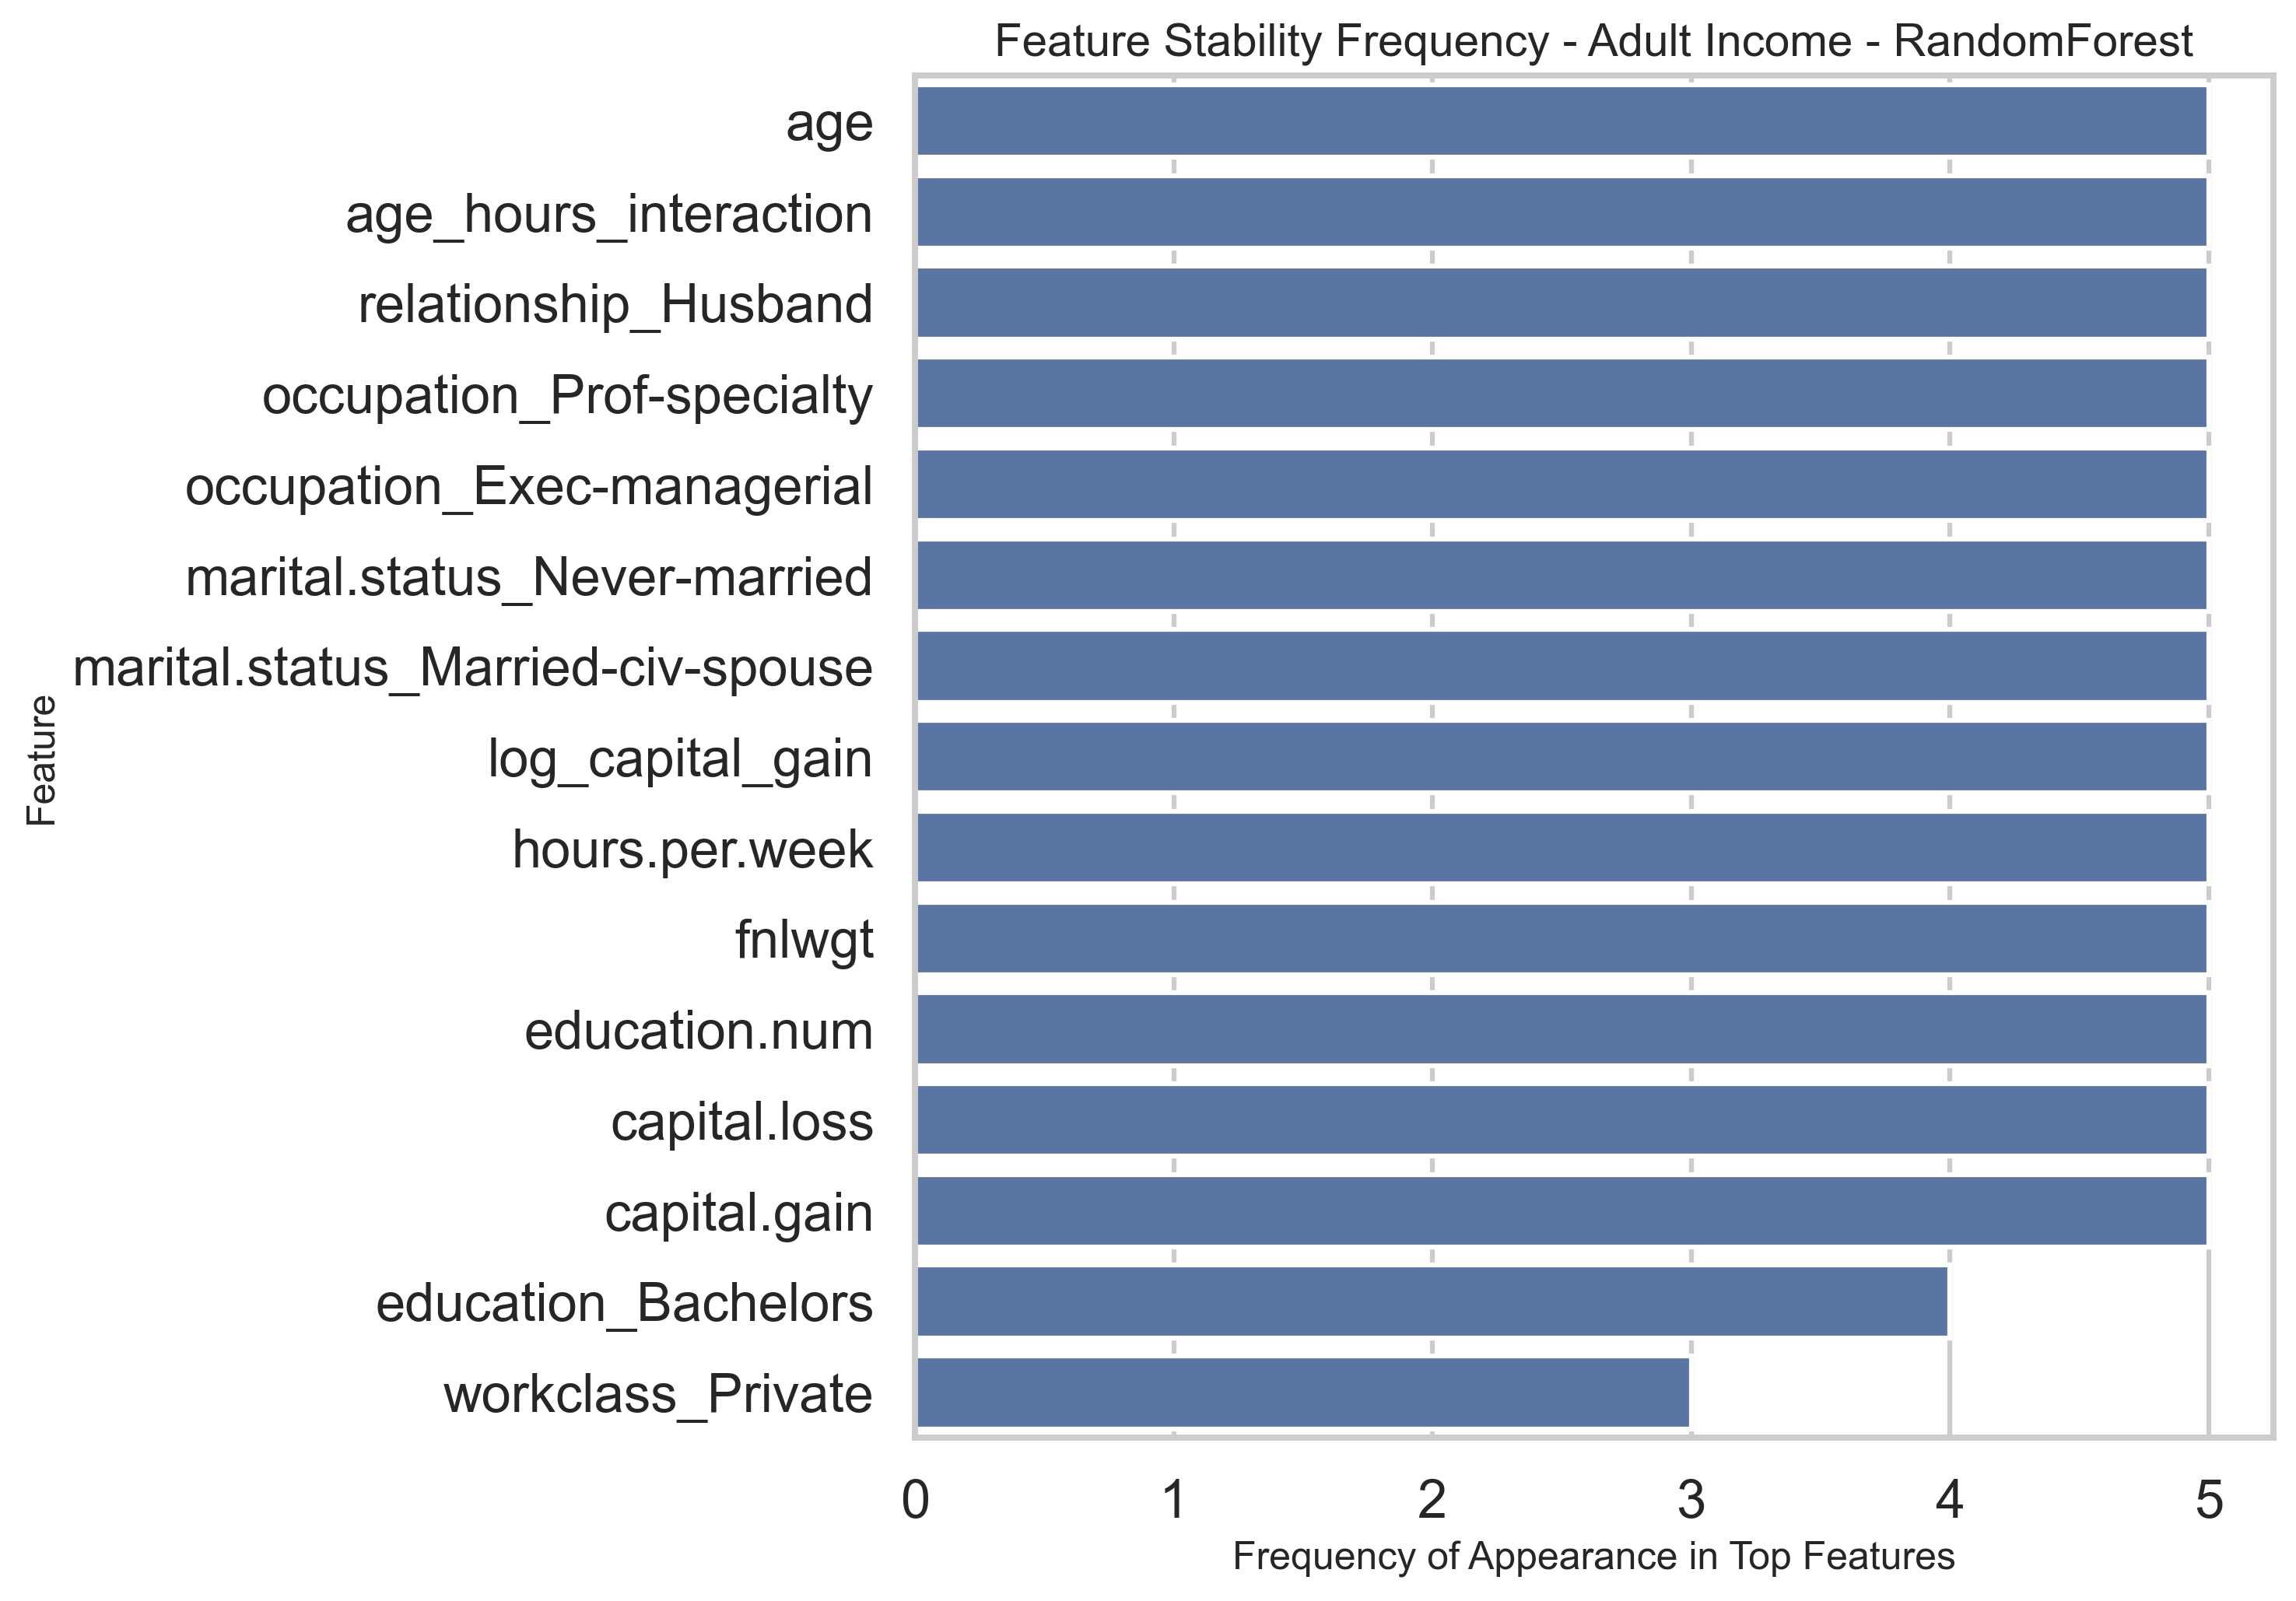 Feature Stability Frequency - Adult Income - RandomForest
age
age_hours_interaction
relationship_Husband
occupation_Prof-specialty
occupation_Exec-managerial
marital.status_Never-married
marital.status_Married-civ-spouse
log_capital_gain
hours.per.week
fnlwgt
education.num
capital.loss
capital.gain
education_Bachelors
workclass_Private
Feature
0 1 2 3 4 5
Frequency of Appearance in Top Features